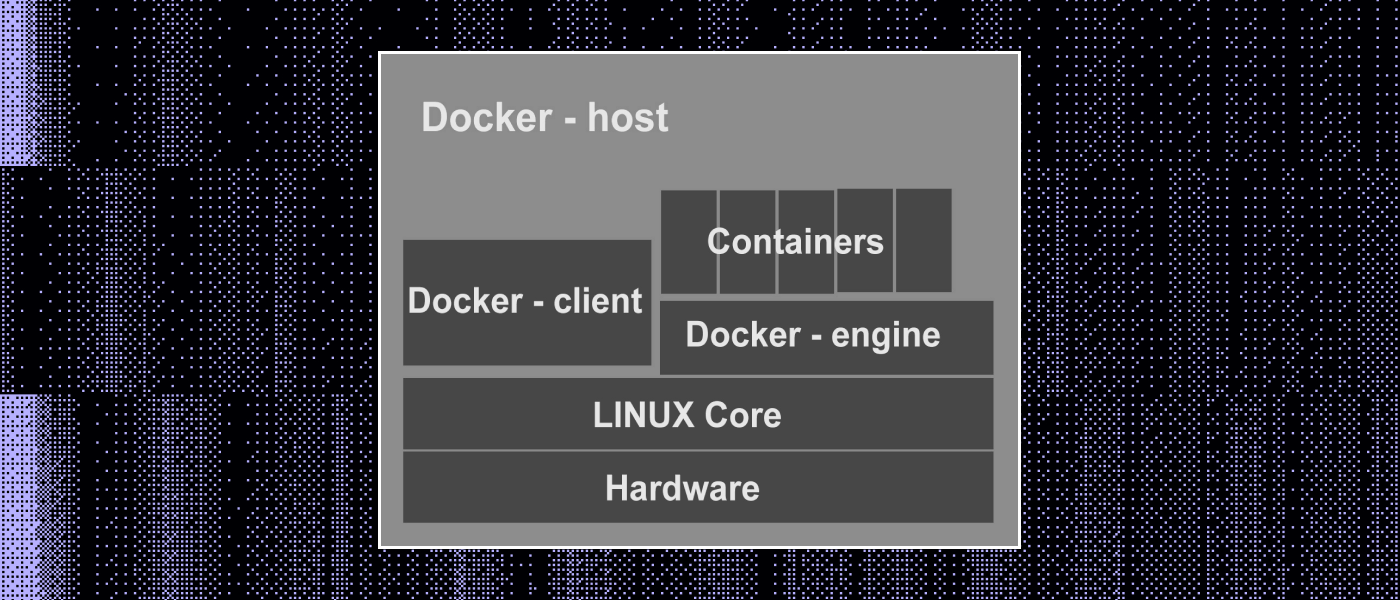 Docker - host
Containers
Docker - client
Docker - engine
LINUX Core
Hardware